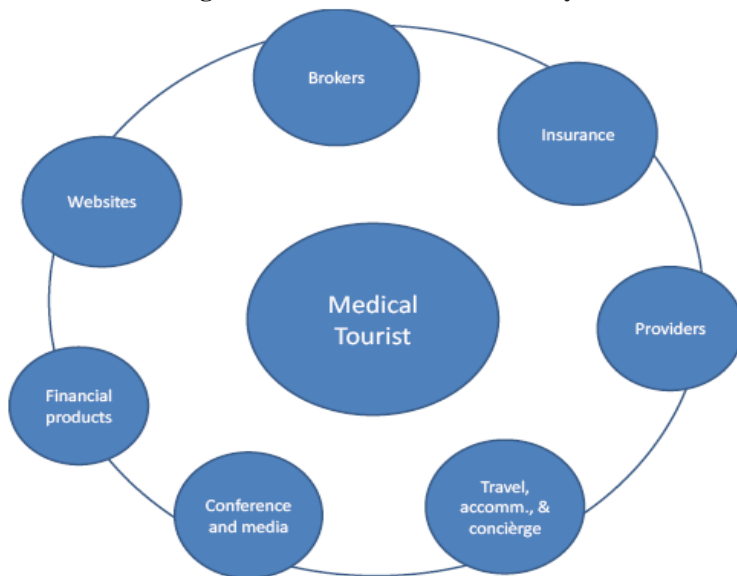 Brokers
Insurance
Websites
Medical
Tourist
Providers
Financial
products
Conference
and media
Travel,
accomm., &
concièrge